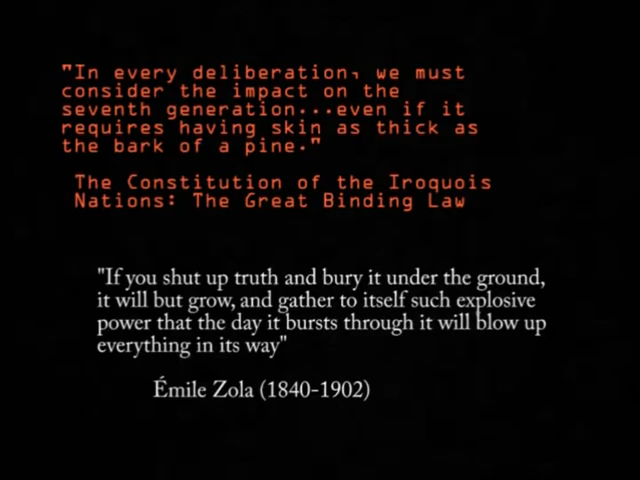 "In every deliberation, we must
consider the impact on the
seventh generation...even if it
requires having skin as thick as
the bark of a pine."
The Constitution of the Iroquois
Nations: The Great Binding Law
"If you shut up truth and bury it under the ground,
it will but grow, and gather to itself such explosive
power that the day it bursts through it will blow up
everything in its way"
Émile Zola (1840-1902)